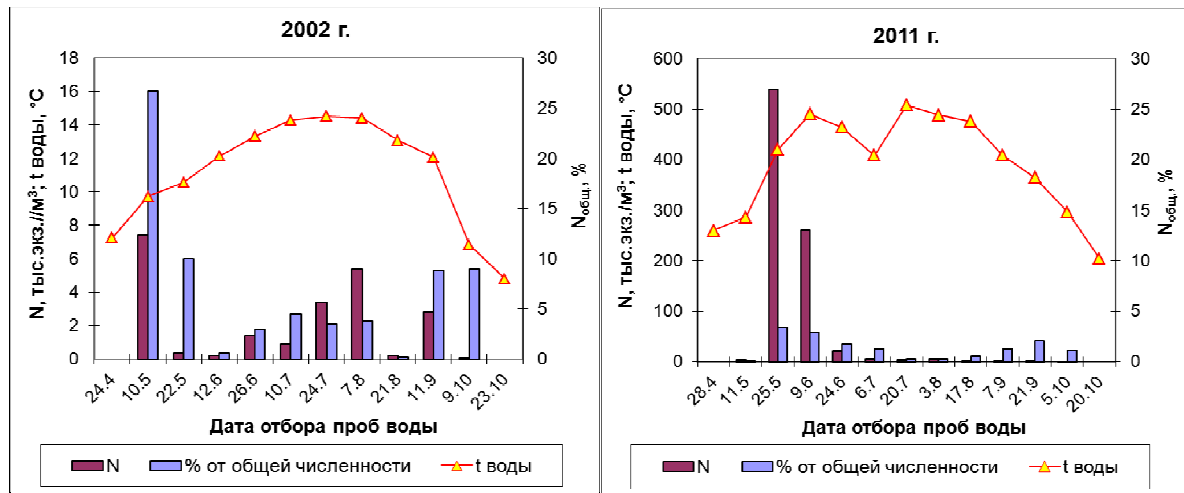 2002 г.
N, тыс.экз.//м³; t воды, °C
18
16
14
12
10
8
6
4
2
0
30
25
20
15
10
5
0
Nобщ., %
24.4 10.5 22.5 12.6 26.6 10.7 24.7 7.8 21.8 11.9 9.10 23.10
Дата отбора проб воды
N % от общей численности t воды
2011 г.
N, тыс.экз./м³; t воды, °C
600
500
400
300
200
100
0
30
25
20
15
10
5
0
Nобщ., %
28.4 11.5 25.5 9.6 24.6 6.7 20.7 3.8 17.8 7.9 21.9 5.10 20.10
Дата отбора проб воды
N % от общей численности t воды